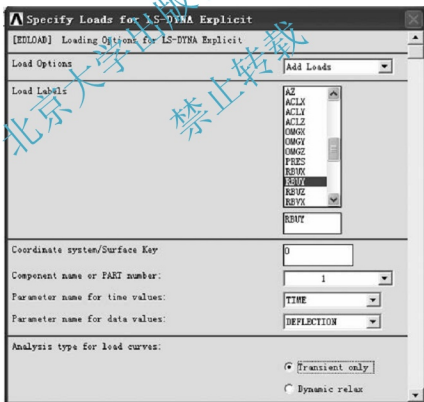 Specify Loads for LS-DYNA Explicit
[EDLOAD] Loading Options for LS-DYNA Explicit
Load Options
Add Loads
Load Labels
AZ
ACLX
ACLY
ACLZ
OMGX
OMGY
OMGZ
PRES
RBUX
RBUY
RBUZ
RBVX
RBUY
Coordinate system/Surface Key
0
Component name or PART number:
1
Parameter name for time values:
TIME
Parameter name for data values:
DEFLECTION
Analysis type for load curves:
Transient only
Dynamic relax
北京大学出版
禁止转载